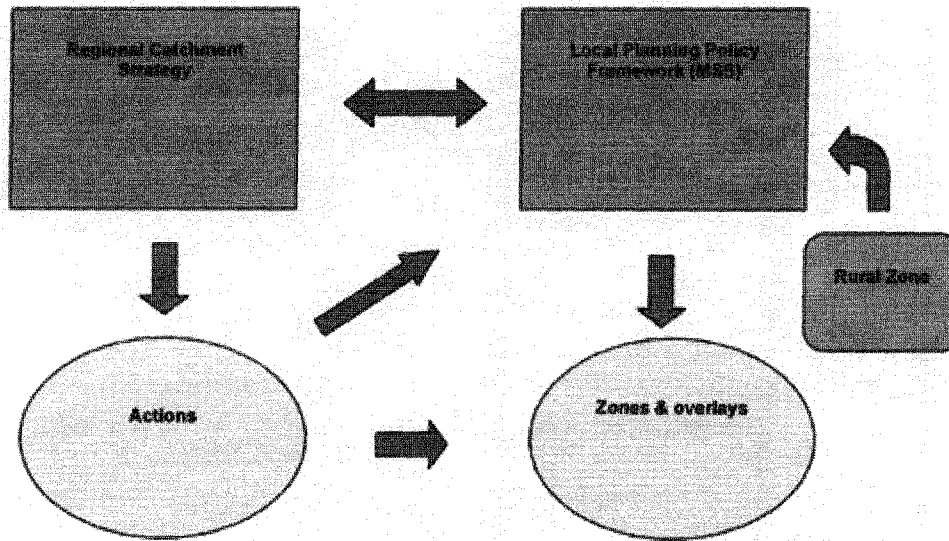 Regional Catchment
Strategy
Local Planning Policy
Framework (MSS)
Rural Zone
Actions
Zones & overlays